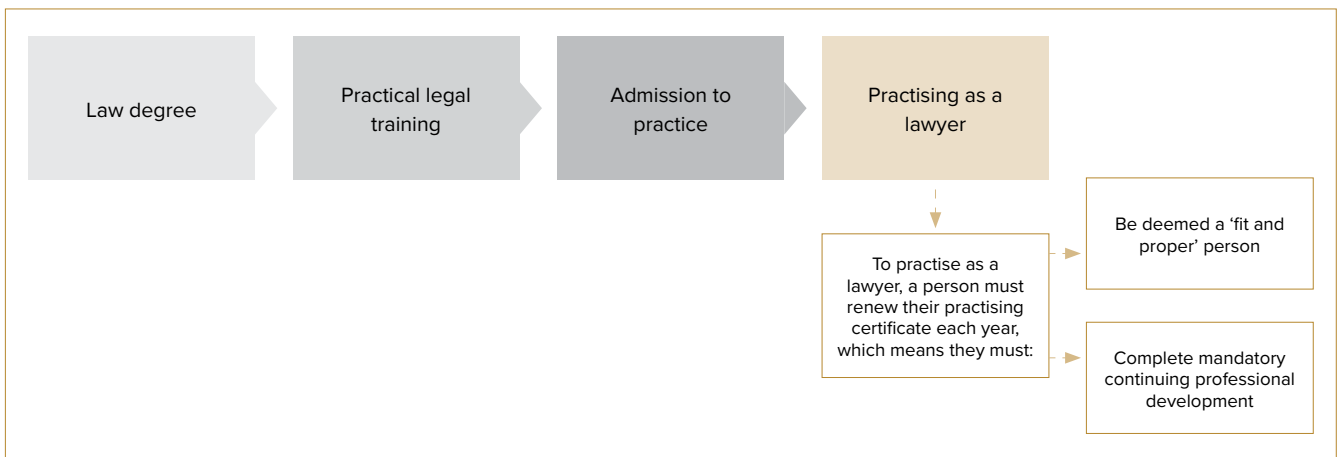 Law degree
Practical legal
training
Admission to
practice
Practising as a
lawyer
To practise as a
lawyer, a person must
renew their practising
certificate each year,
which means they must:
Be deemed a ‘fit and
proper’ person
Complete mandatory
continuing professional
development